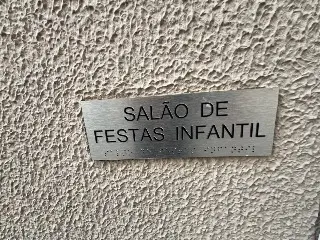 SALÃO DE
FESTAS INFANTIL